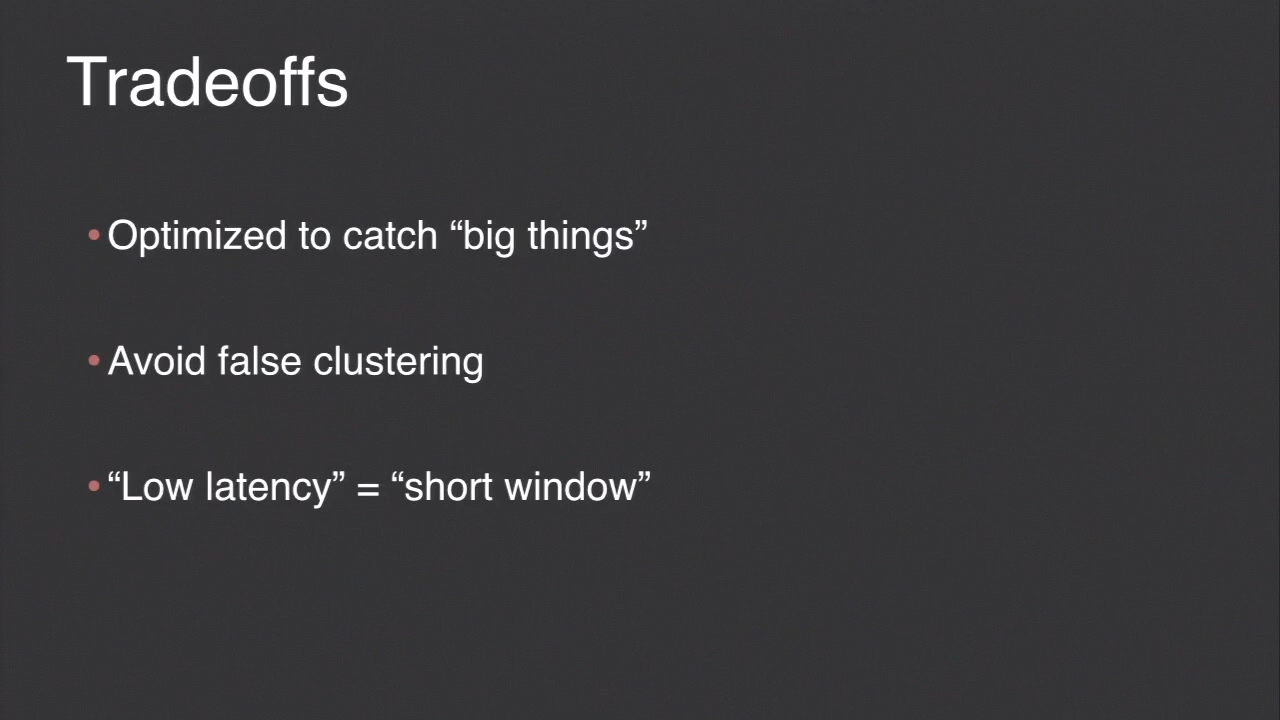 Tradeoffs
•Optimized to catch “big things”
•Avoid false clustering
•“Low latency” = “short window”